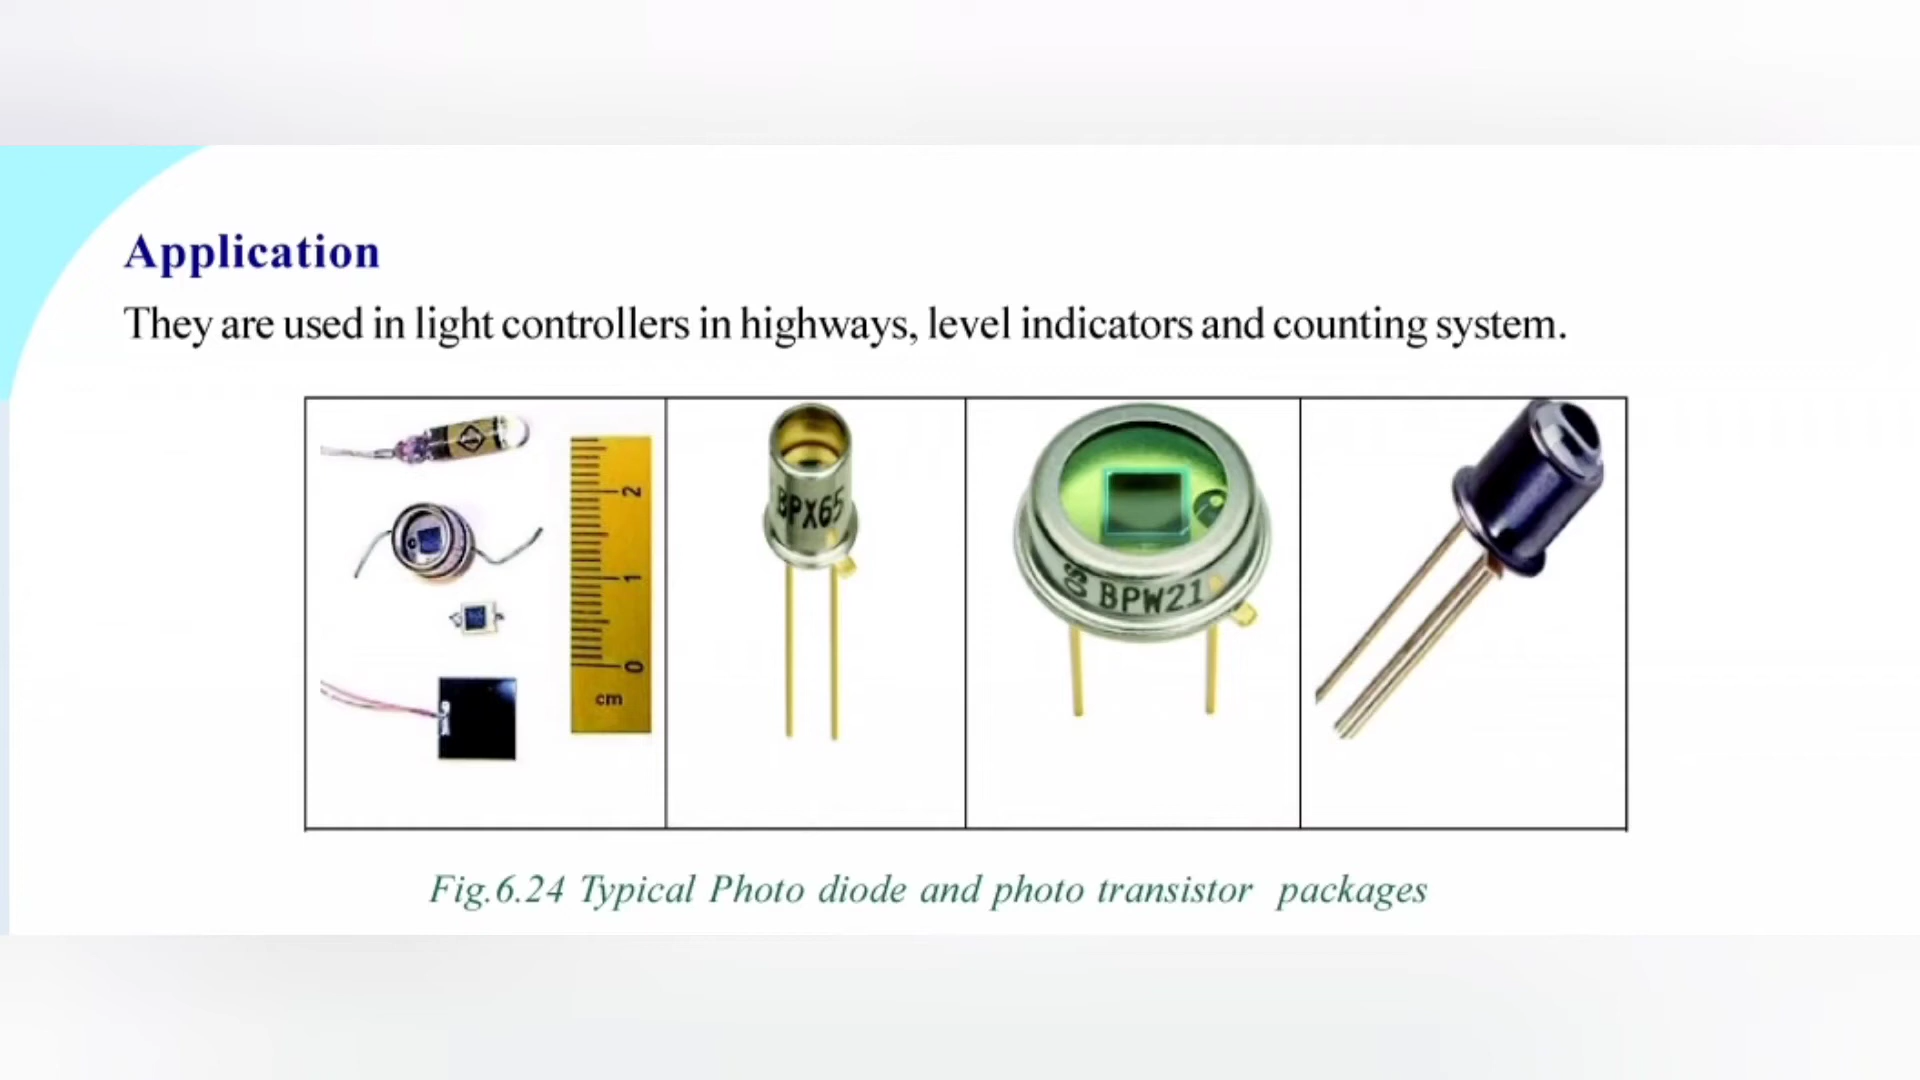 Application
They are used in light controllers in highways, level indicators and counting system.
2
1
0
cm
BPX65
BPW21
Fig.6.24 Typical Photo diode and photo transistor packages